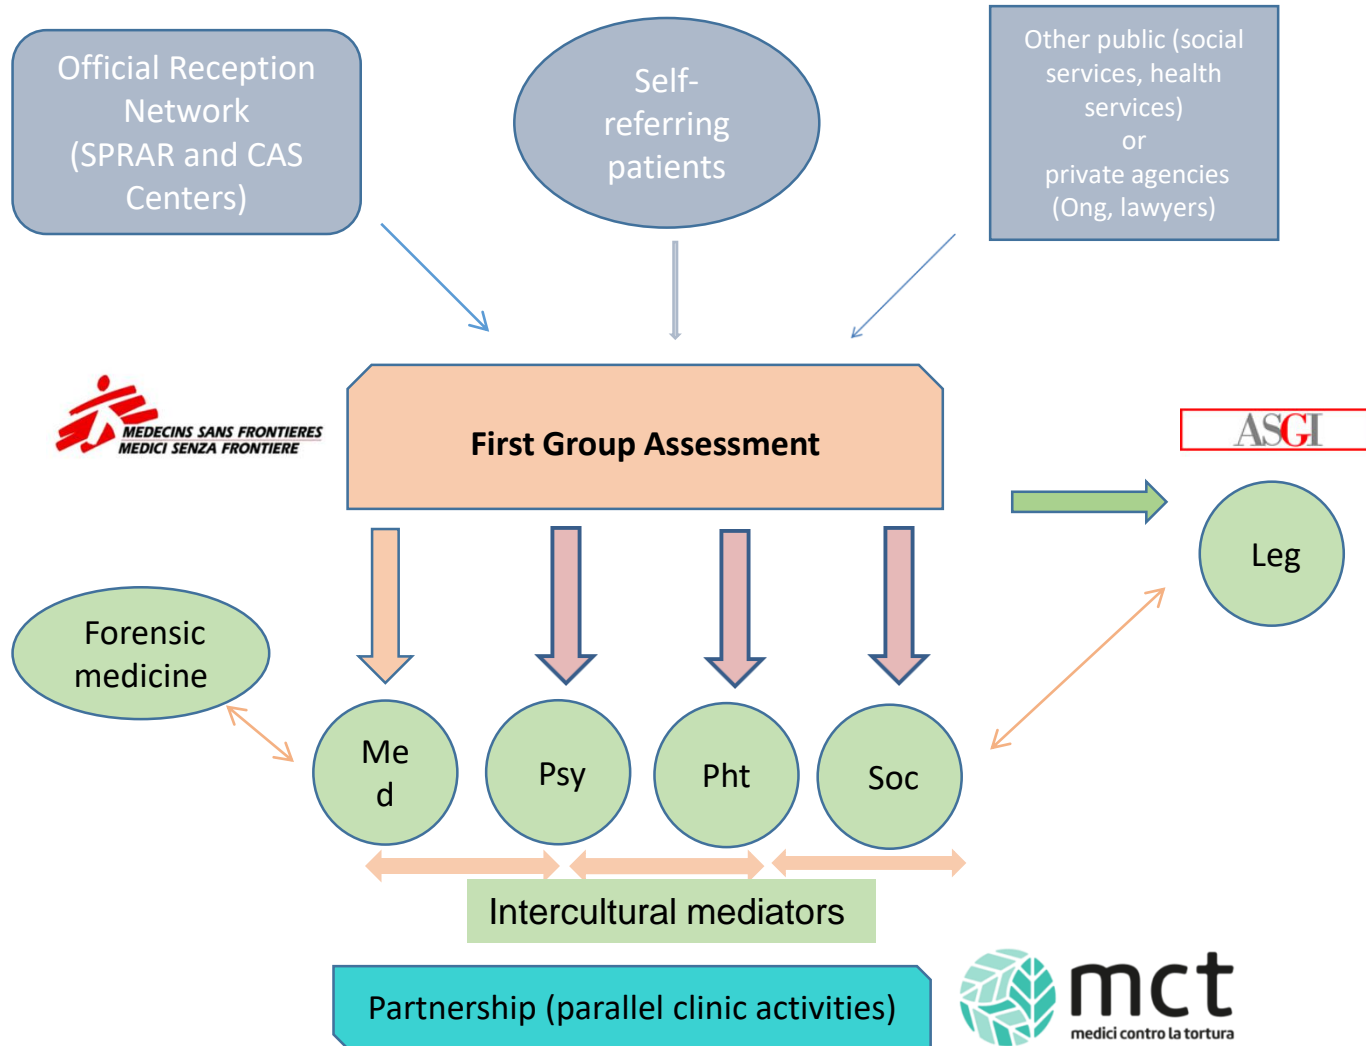 Official Reception
Network
(SPRAR and CAS
Centers)
Self-
referring
patients
Other public (social
services, health
services)
or
private agencies
(Ong, lawyers)
MEDECINS SANS FRONTIERES
MEDICI SENZA FRONTIERE
First Group Assessment
ASGI
Leg
Forensic
medicine
Me
d
Psy
Pht
Soc
Intercultural mediators
Partnership (parallel clinic activities)
mct
medici contro la tortura